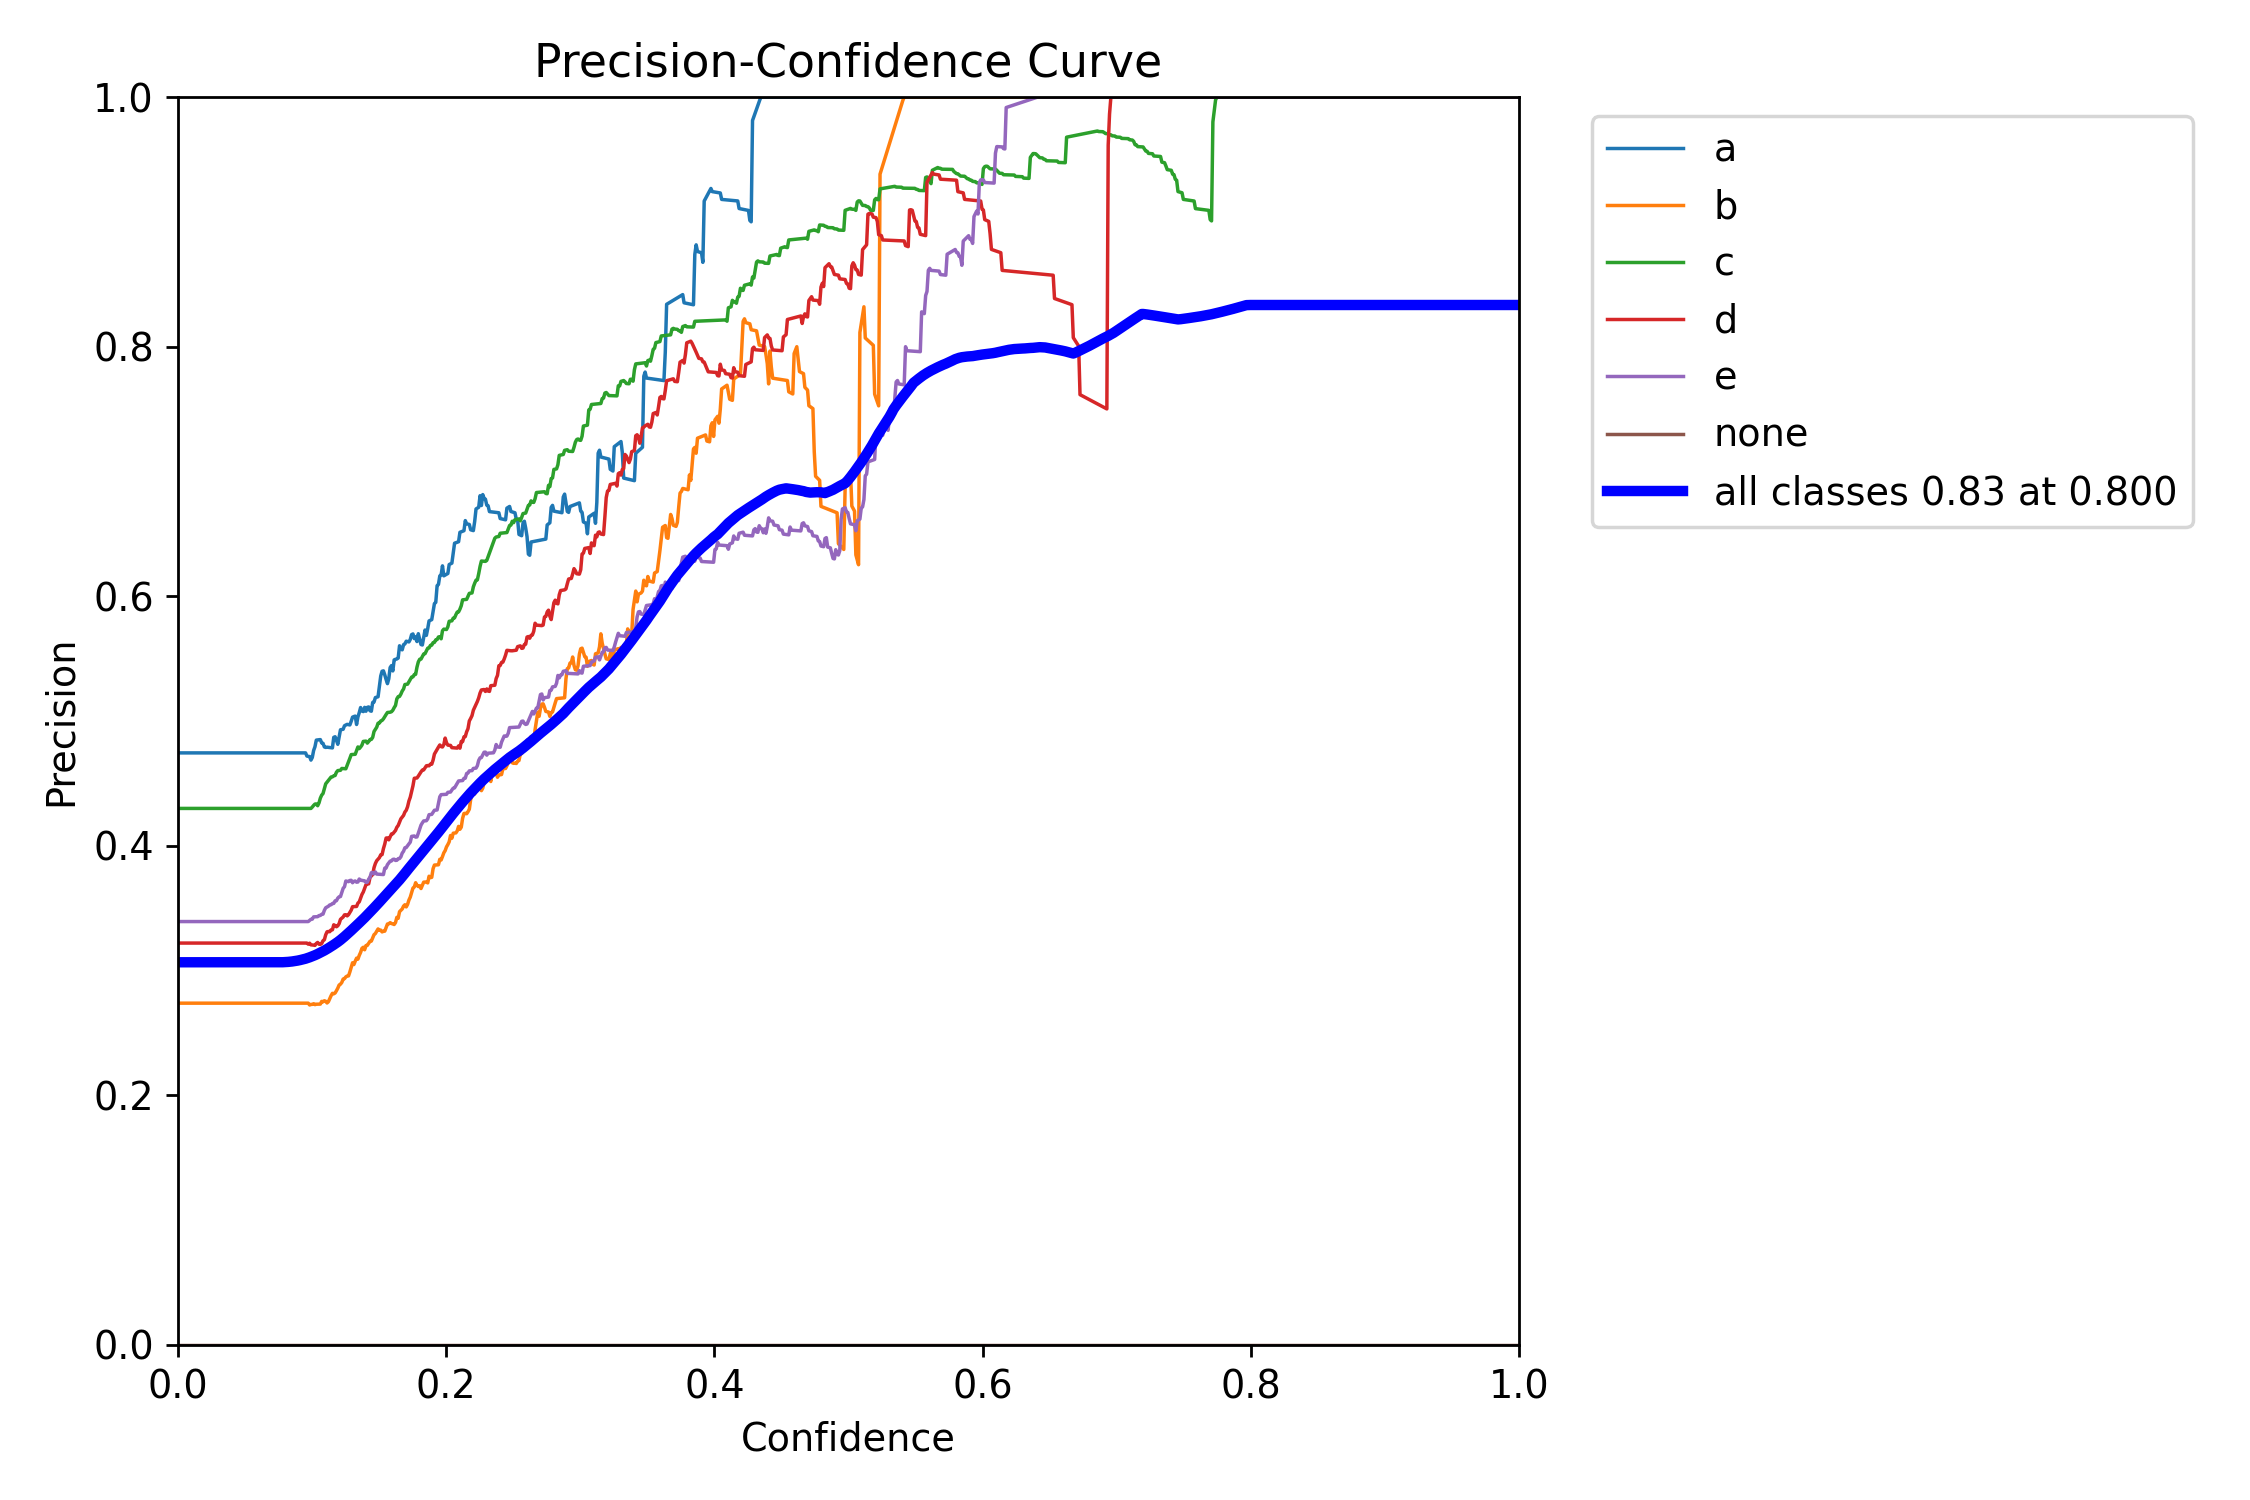 Precision-Confidence Curve
1.0
0.8
0.6
0.4
0.2
0.0
Precision
0.0 0.2 0.4 0.6 0.8 1.0
Confidence
a
b
c
d
e
none
all classes 0.83 at 0.800